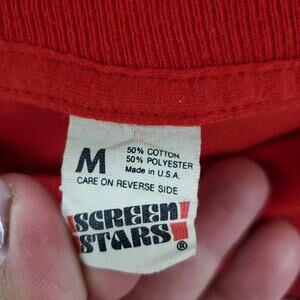 M
50% COTTON
50% POLYESTER
Made in U.S.A.
CARE ON REVERSE SIDE
!SCREEN!
STARS!®